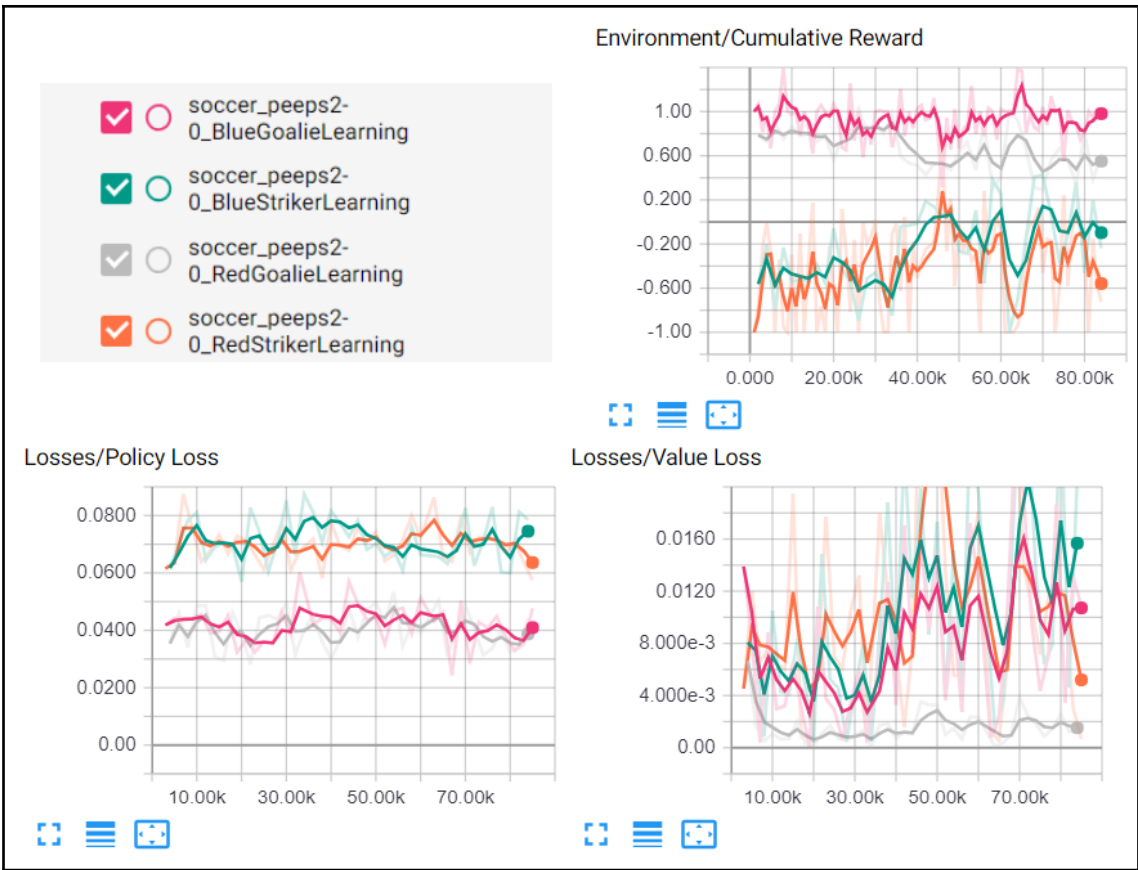 Environment/Cumulative Reward
soccer_peeps2-
0_BlueGoalieLearning
soccer_peeps2-
0_BlueStrikerLearning
soccer_peeps2-
0_RedGoalieLearning
soccer_peeps2-
0_RedStrikerLearning
1.00
0.600
0.200
-0.200
-0.600
-1.00
0.000 20.00k 40.00k 60.00k 80.00k
Losses/Policy Loss
0.0800
0.0600
0.0400
0.0200
0.00
10.00k 30.00k 50.00k 70.00k
Losses/Value Loss
0.0160
0.0120
8.000e-3
4.000e-3
0.00
10.00k 30.00k 50.00k 70.00k